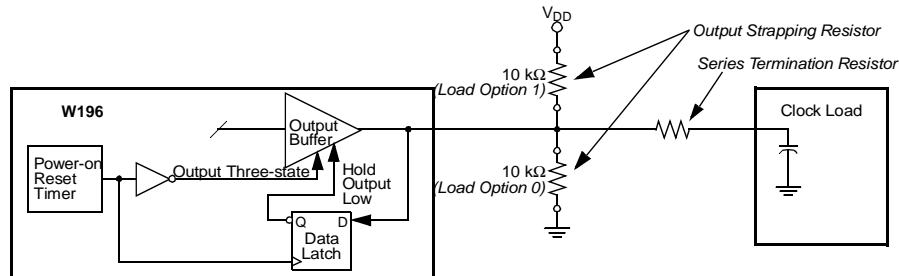 VDD
Output Strapping Resistor
Series Termination Resistor
10 kΩ
(Load Option 1)
W196
Output
Buffer
Clock Load
Power-on
Reset
Timer
Output Three-state
Hold
Output
Low
10 kΩ
(Load Option 0)
Q
D
Data
Latch